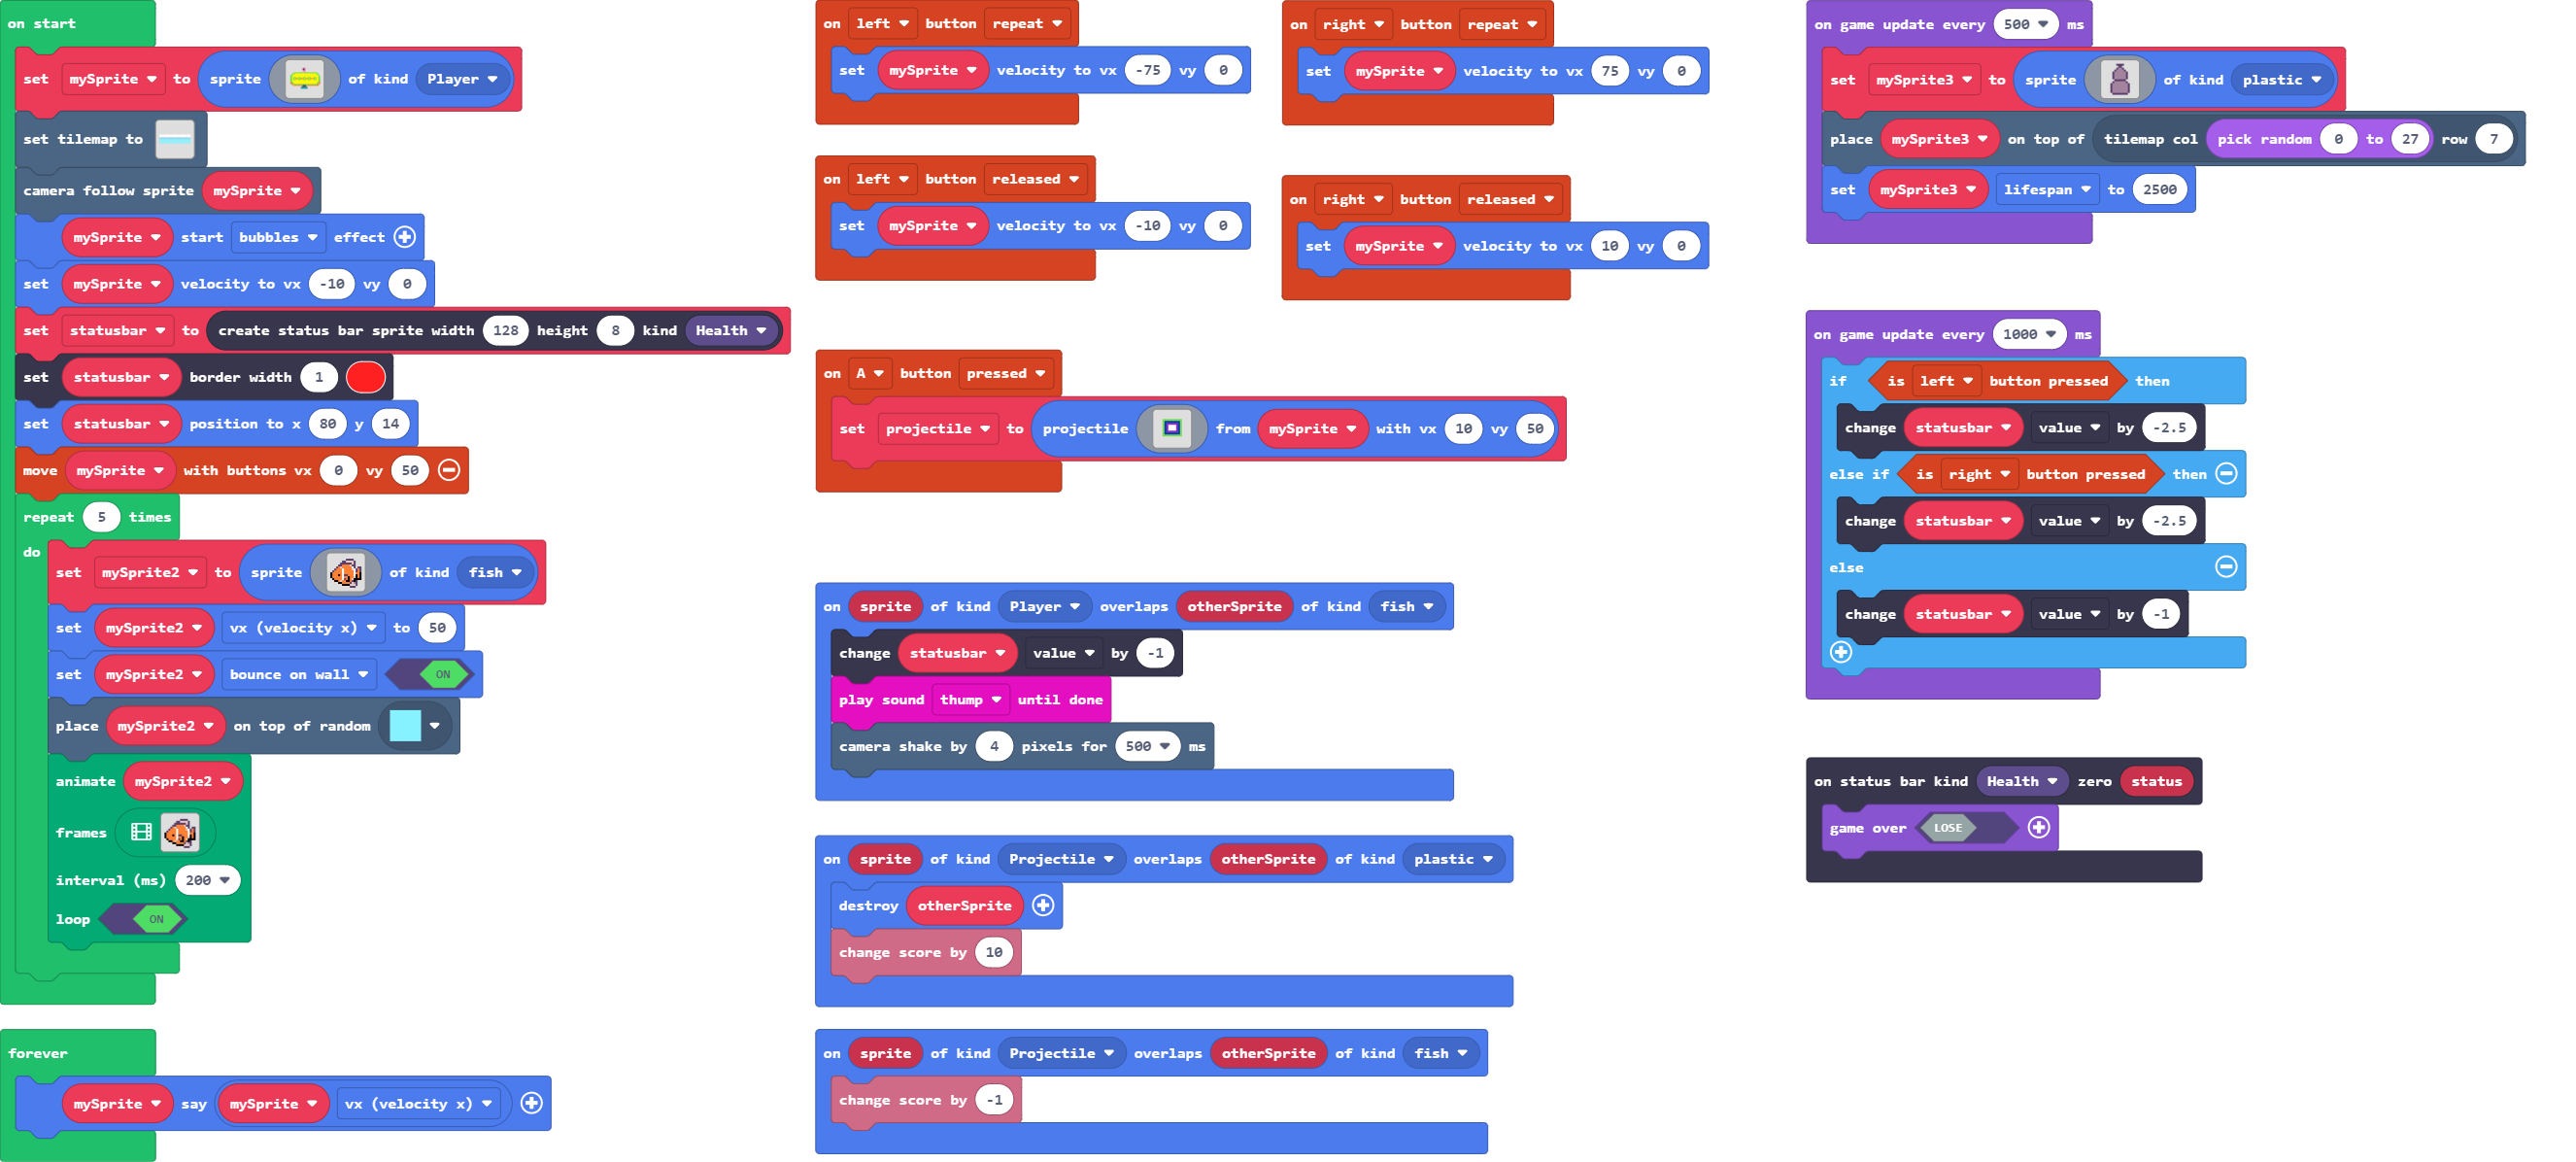 on start
set mySprite to sprite of kind Player
set tilemap to
camera follow sprite mySprite
mySprite start bubbles effect
set mySprite velocity to vx -10 vy 0
set statusbar to create status bar sprite width 128 height 8 kind Health
set statusbar border width 1
set statusbar position to x 80 y 14
move mySprite with buttons vx 0 vy 50
repeat 5 times
do
set mySprite2 to sprite of kind fish
set mySprite2 vx (velocity x) to 50
set mySprite2 bounce on wall ON
place mySprite2 on top of random
animate mySprite2
frames
interval (ms) 200
loop ON
forever
mySprite say mySprite vx (velocity x)
on left button repeat
set mySprite velocity to vx -75 vy 0
on right button repeat
set mySprite velocity to vx 75 vy 0
on left button released
set mySprite velocity to vx -10 vy 0
on right button released
set mySprite velocity to vx 10 vy 0
on A button pressed
set projectile to projectile from mySprite with vx 10 vy 50
on sprite of kind Player overlaps otherSprite of kind fish
change statusbar value by -1
play sound thump until done
camera shake by 4 pixels for 500 ms
on sprite of kind Projectile overlaps otherSprite of kind plastic
destroy otherSprite
change score by 10
on sprite of kind Projectile overlaps otherSprite of kind fish
change score by -1
on game update every 500 ms
set mySprite3 to sprite of kind plastic
place mySprite3 on top of tilemap col pick random 0 to 27 row 7
set mySprite3 lifespan to 2500
on game update every 1000 ms
if is left button pressed then
change statusbar value by -2.5
else if is right button pressed then
change statusbar value by -2.5
else
change statusbar value by -1
on status bar kind Health zero status
game over LOSE